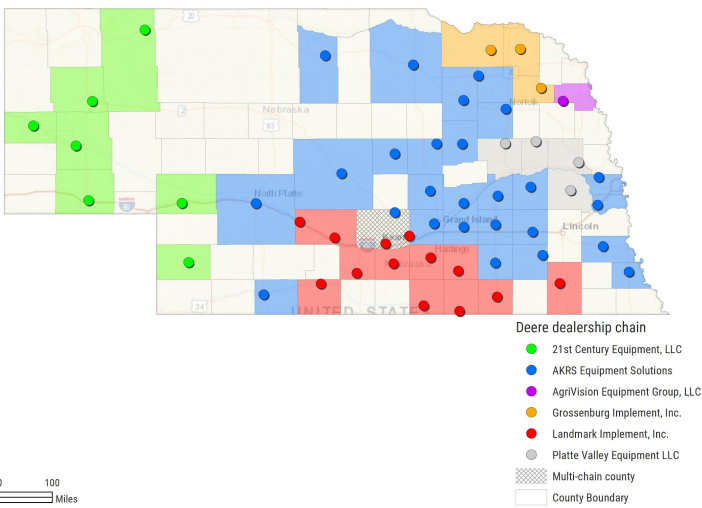 20
2
Norfolk
2
Nebraska
83
North Platte
Grand Island
Lincoln
Hastings
Nebraska
34
UNITED STATES
Deere dealership chain
21st Century Equipment, LLC
AKRS Equipment Solutions
AgriVision Equipment Group, LLC
Grossenburg Implement, Inc.
Landmark Implement, Inc.
Platte Valley Equipment LLC
Multi-chain county
County Boundary
0 100
Miles